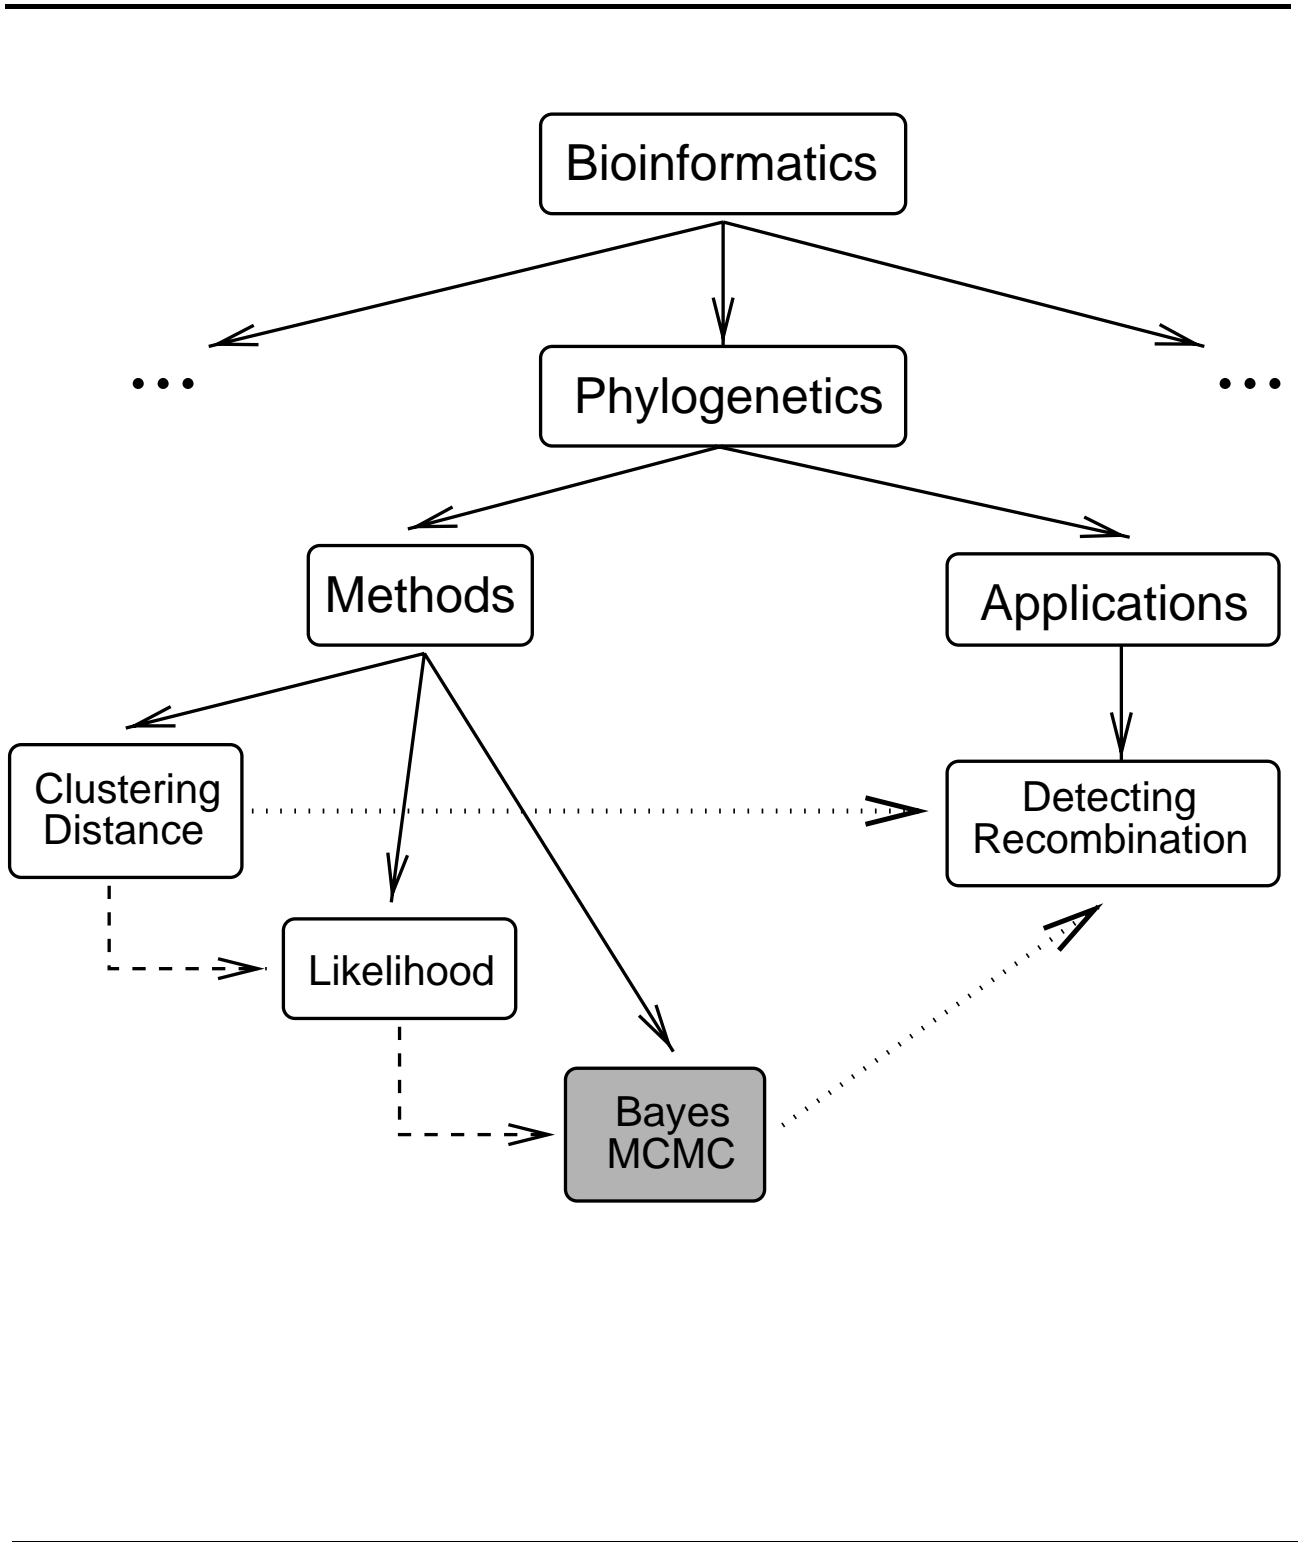 Bioinformatics
... ...
Phylogenetics
Methods
Applications
Clustering
Distance
Detecting
Recombination
Likelihood
Bayes
MCMC